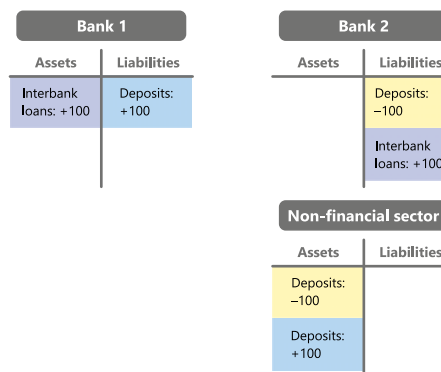 Bank 1
Assets
Liabilities
Interbank
loans: +100
Deposits:
+100
Bank 2
Assets
Liabilities
Deposits:
–100
Interbank
loans: +100
Non-financial sector
Assets
Liabilities
Deposits:
–100
Deposits:
+100